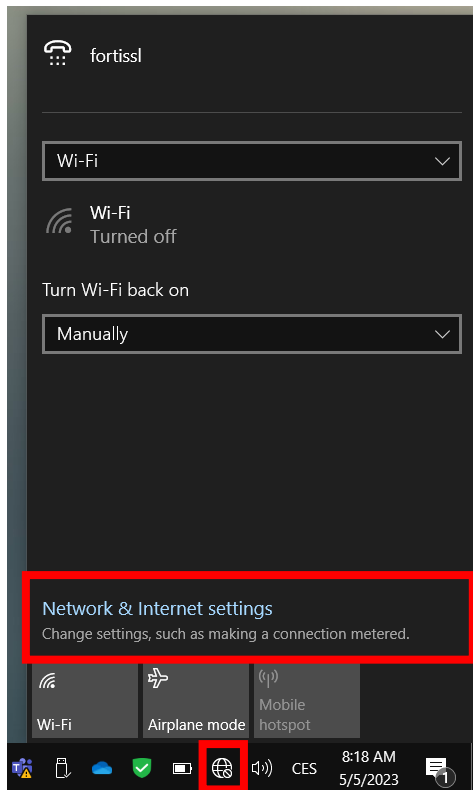 fortissl
Wi-Fi
Wi-Fi
Turned off
Turn Wi-Fi back on
Manually
Network & Internet settings
Change settings, such as making a connection metered.
Wi-Fi
Airplane mode
Mobile
hotspot
T
CES
8:18 AM
5/5/2023
1